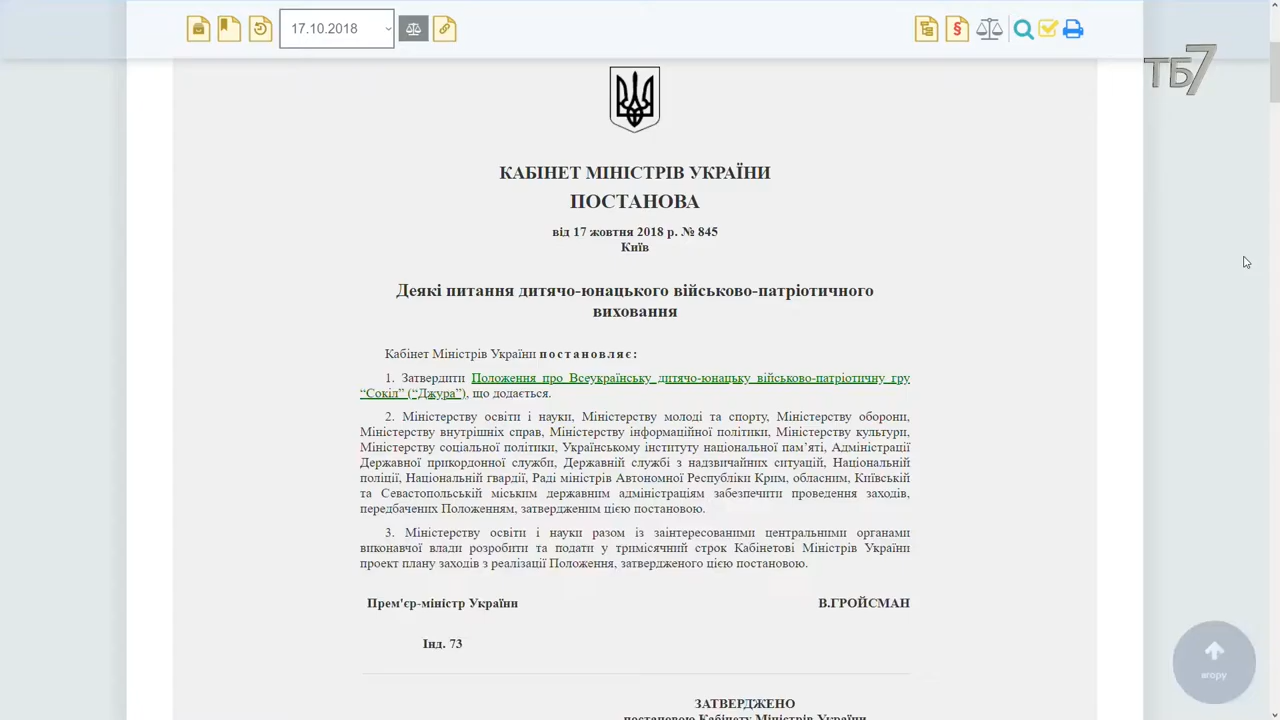 17.10.2018
§
ТБ7
КАБІНЕТ МІНІСТРІВ УКРАЇНИ
ПОСТАНОВА
від 17 жовтня 2018 р. № 845
Київ
Деякі питання дитячо-юнацького військово-патріотичного
виховання
Кабінет Міністрів України постановляє:
1. Затвердити Положення про Всеукраїнську дитячо-юнацьку військово-патріотичну гру
“Сокіл” (“Джура”), що додається.
2. Міністерству освіти і науки, Міністерству молоді та спорту, Міністерству оборони,
Міністерству внутрішніх справ, Міністерству інформаційної політики, Міністерству культури,
Міністерству соціальної політики, Українському інституту національної пам’яті, Адміністрації
Державної прикордонної служби, Державній службі з надзвичайних ситуацій, Національній
поліції, Національній гвардії, Раді міністрів Автономної Республіки Крим, обласним, Київській
та Севастопольській міським державним адміністраціям забезпечити проведення заходів,
передбачених Положенням, затвердженим цією постановою.
3. Міністерству освіти і науки разом із заінтересованими центральними органами
виконавчої влади розробити та подати у тримісячний строк Кабінетові Міністрів України
проект плану заходів з реалізації Положення, затвердженого цією постановою.
Прем'єр-міністр України В.ГРОЙСМАН
Інд. 73
вгору
ЗАТВЕРДЖЕНО
постановою Кабінету Міністрів України